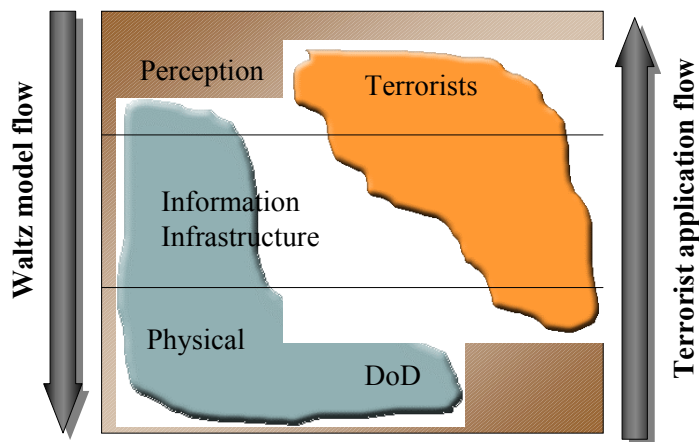 Waltz model flow
Perception
Terrorists
Information
Infrastructure
Physical
DoD
Terrorist application flow